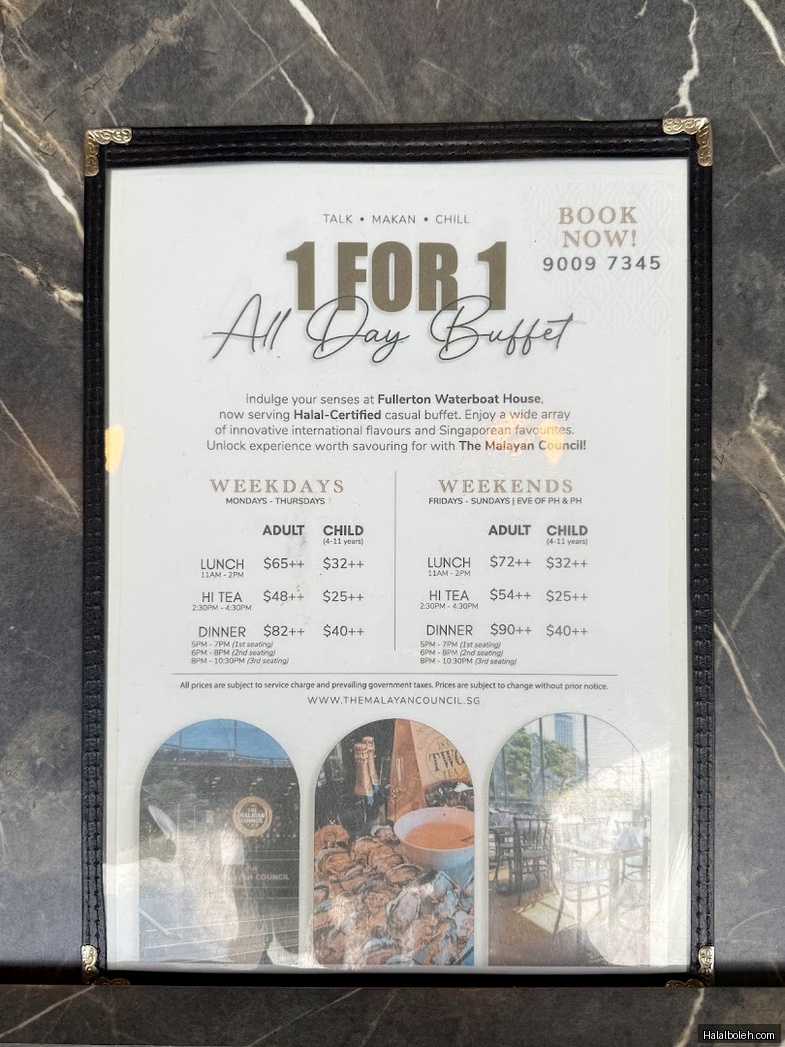 TALK • MAKAN • CHILL
BOOK
NOW!
9009 7345
1 FOR 1
All Day Buffet
Indulge your senses at Fullerton Waterboat House,
now serving Halal-Certified casual buffet. Enjoy a wide array
of innovative international flavours and Singaporean favourites.
Unlock experience worth savouring for with The Malayan Council!
WEEKDAYS
MONDAYS - THURSDAYS
ADULT CHILD
(4-11 years)
LUNCH $65++ $32++
11AM - 2PM
HI TEA $48++ $25++
2:30PM - 4:30PM
DINNER $82++ $40++
5PM - 7PM (1st seating)
6PM - 8PM (2nd seating)
8PM - 10:30PM (3rd seating)
WEEKENDS
FRIDAYS - SUNDAYS | EVE OF PH & PH
ADULT CHILD
(4-11 years)
LUNCH $72++ $32++
11AM - 2PM
HI TEA $54++ $25++
2:30PM - 4:30PM
DINNER $90++ $40++
5PM - 7PM (1st seating)
6PM - 8PM (2nd seating)
8PM - 10:30PM (3rd seating)
All prices are subject to service charge and prevailing government taxes. Prices are subject to change without prior notice.
WWW.THEMALAYANCOUNCIL.SG
THE
MALAYAN
COUNCIL
TWO
COUNCIL
Halalboleh.com